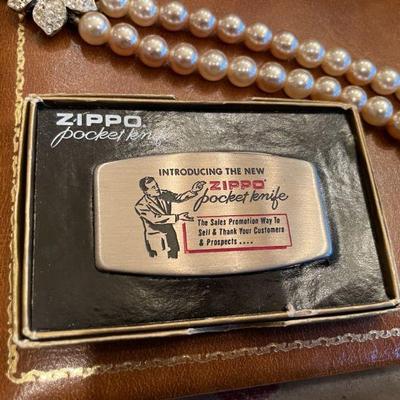 ZIPPO
pocket knife
INTRODUCING THE NEW
ZIPPO
pocket knife
The Sales Promotion Way To
Sell & Thank Your Customers
& Prospects ....